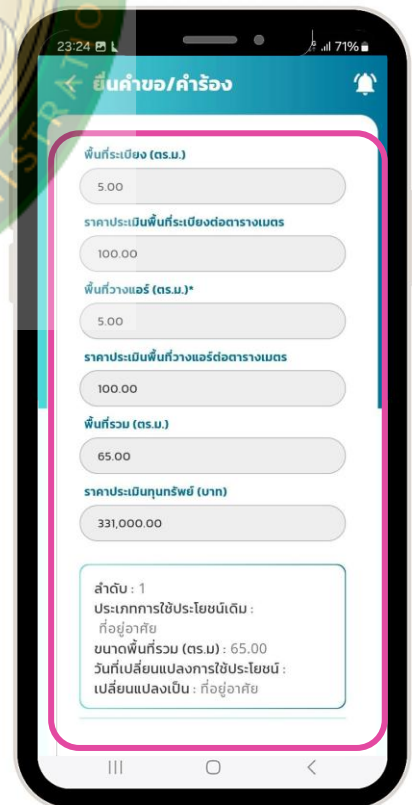 23:24
71%
ยื่นคำขอ/คำร้อง
พื้นที่ระเบียง (ตร.ม.)
5.00
ราคาประเมินพื้นที่ระเบียงต่อตารางเมตร
100.00
พื้นที่วางแอร์ (ตร.ม.)*
5.00
ราคาประเมินพื้นที่วางแอร์ต่อตารางเมตร
100.00
พื้นที่รวม (ตร.ม.)
65.00
ราคาประเมินทุนทรัพย์ (บาท)
331,000.00
ลำดับ : 1
ประเภทการใช้ประโยชน์เดิม :
ที่อยู่อาศัย
ขนาดพื้นที่รวม (ตร.ม) : 65.00
วันที่เปลี่ยนแปลงการใช้ประโยชน์ :
เปลี่ยนแปลงเป็น : ที่อยู่อาศัย